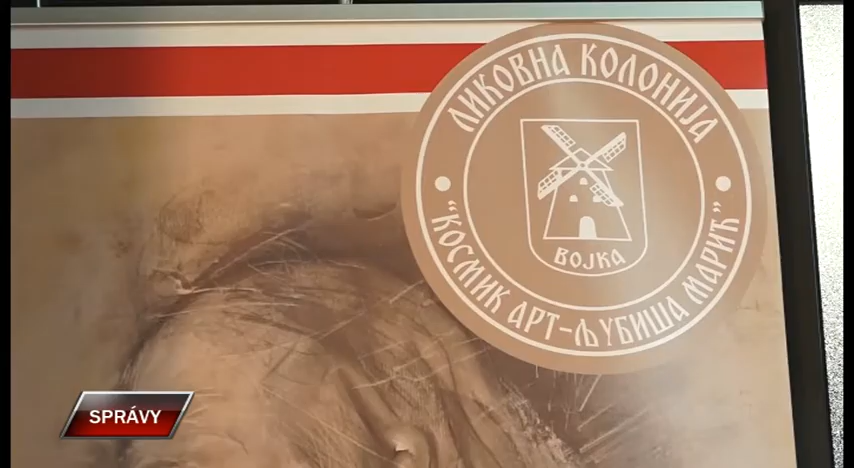 ЛИКОВНА КОЛОНИЈА
"КОСМИК АРТ-ЉУБИША МАРИЋ"
ВОЈКА
SPRÁVY